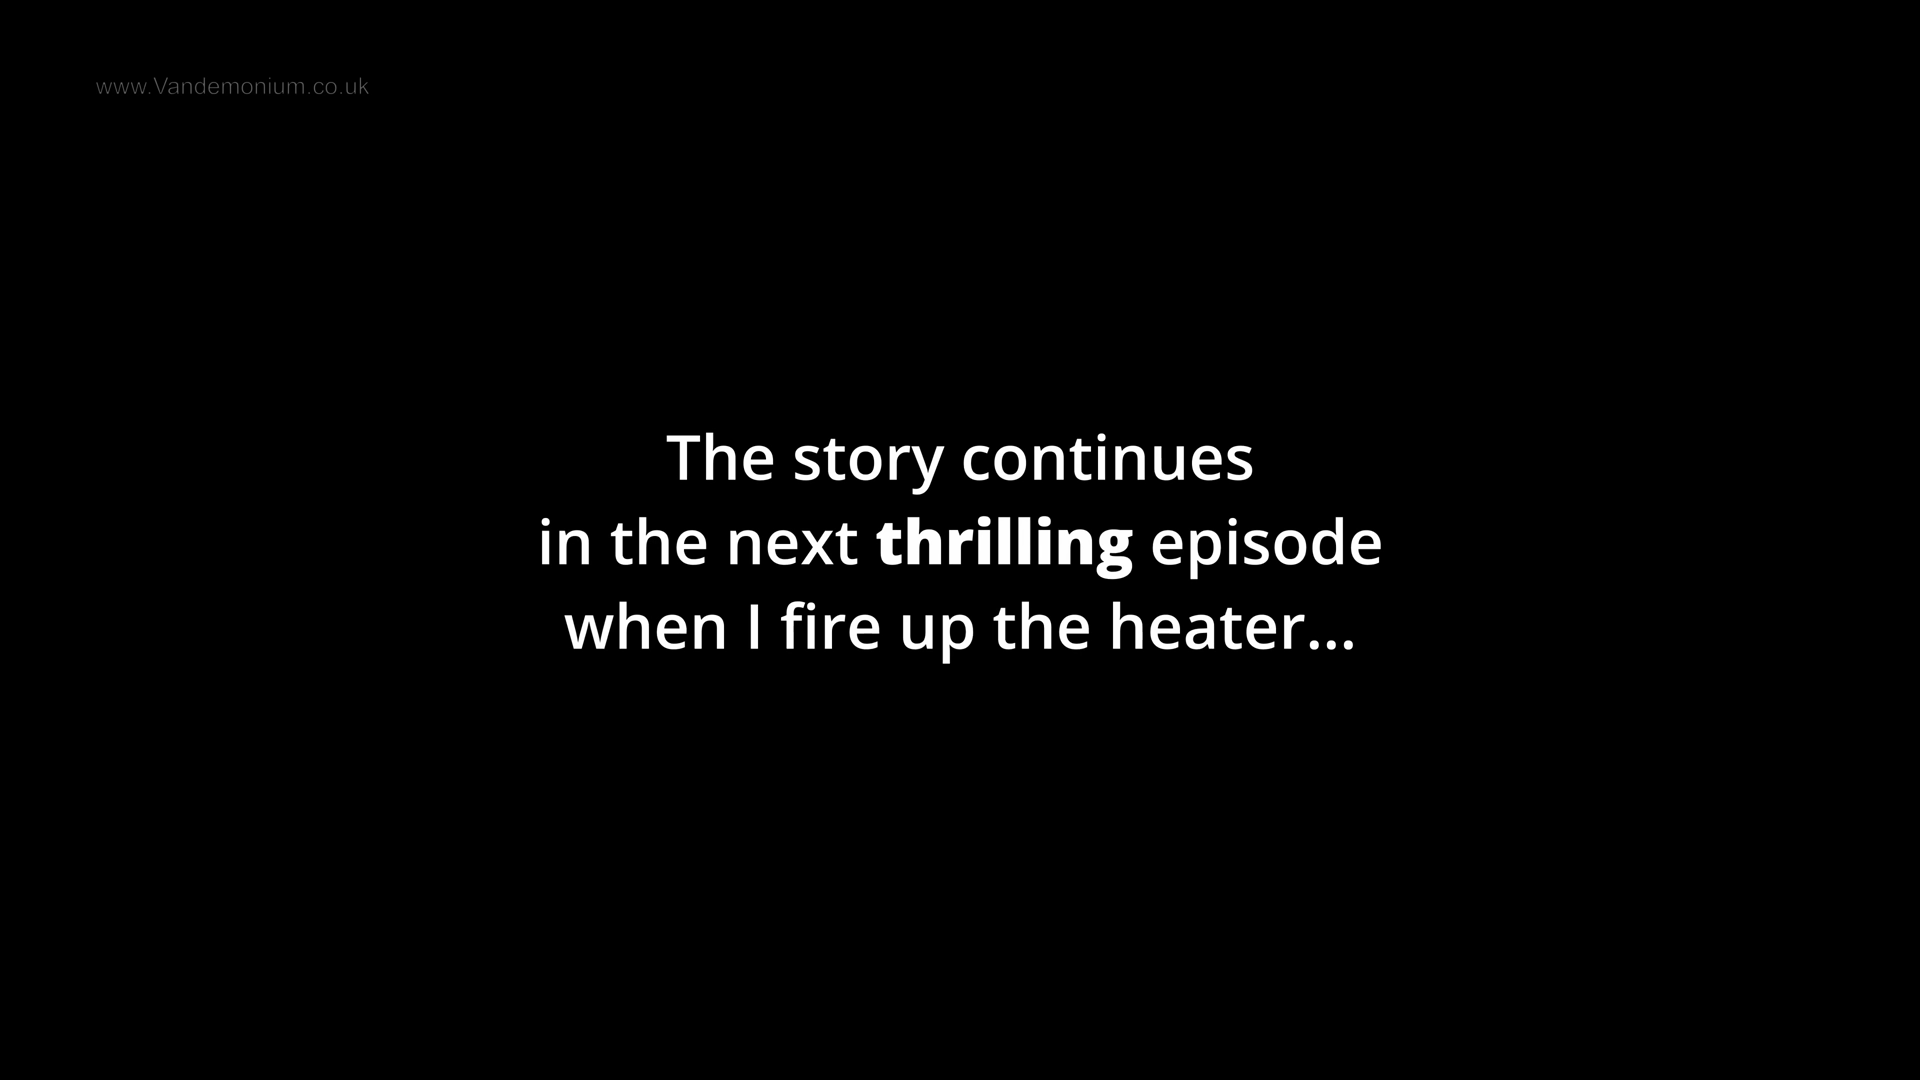 www.Vandemonium.co.uk
The story continues
in the next thrilling episode
when I fire up the heater...